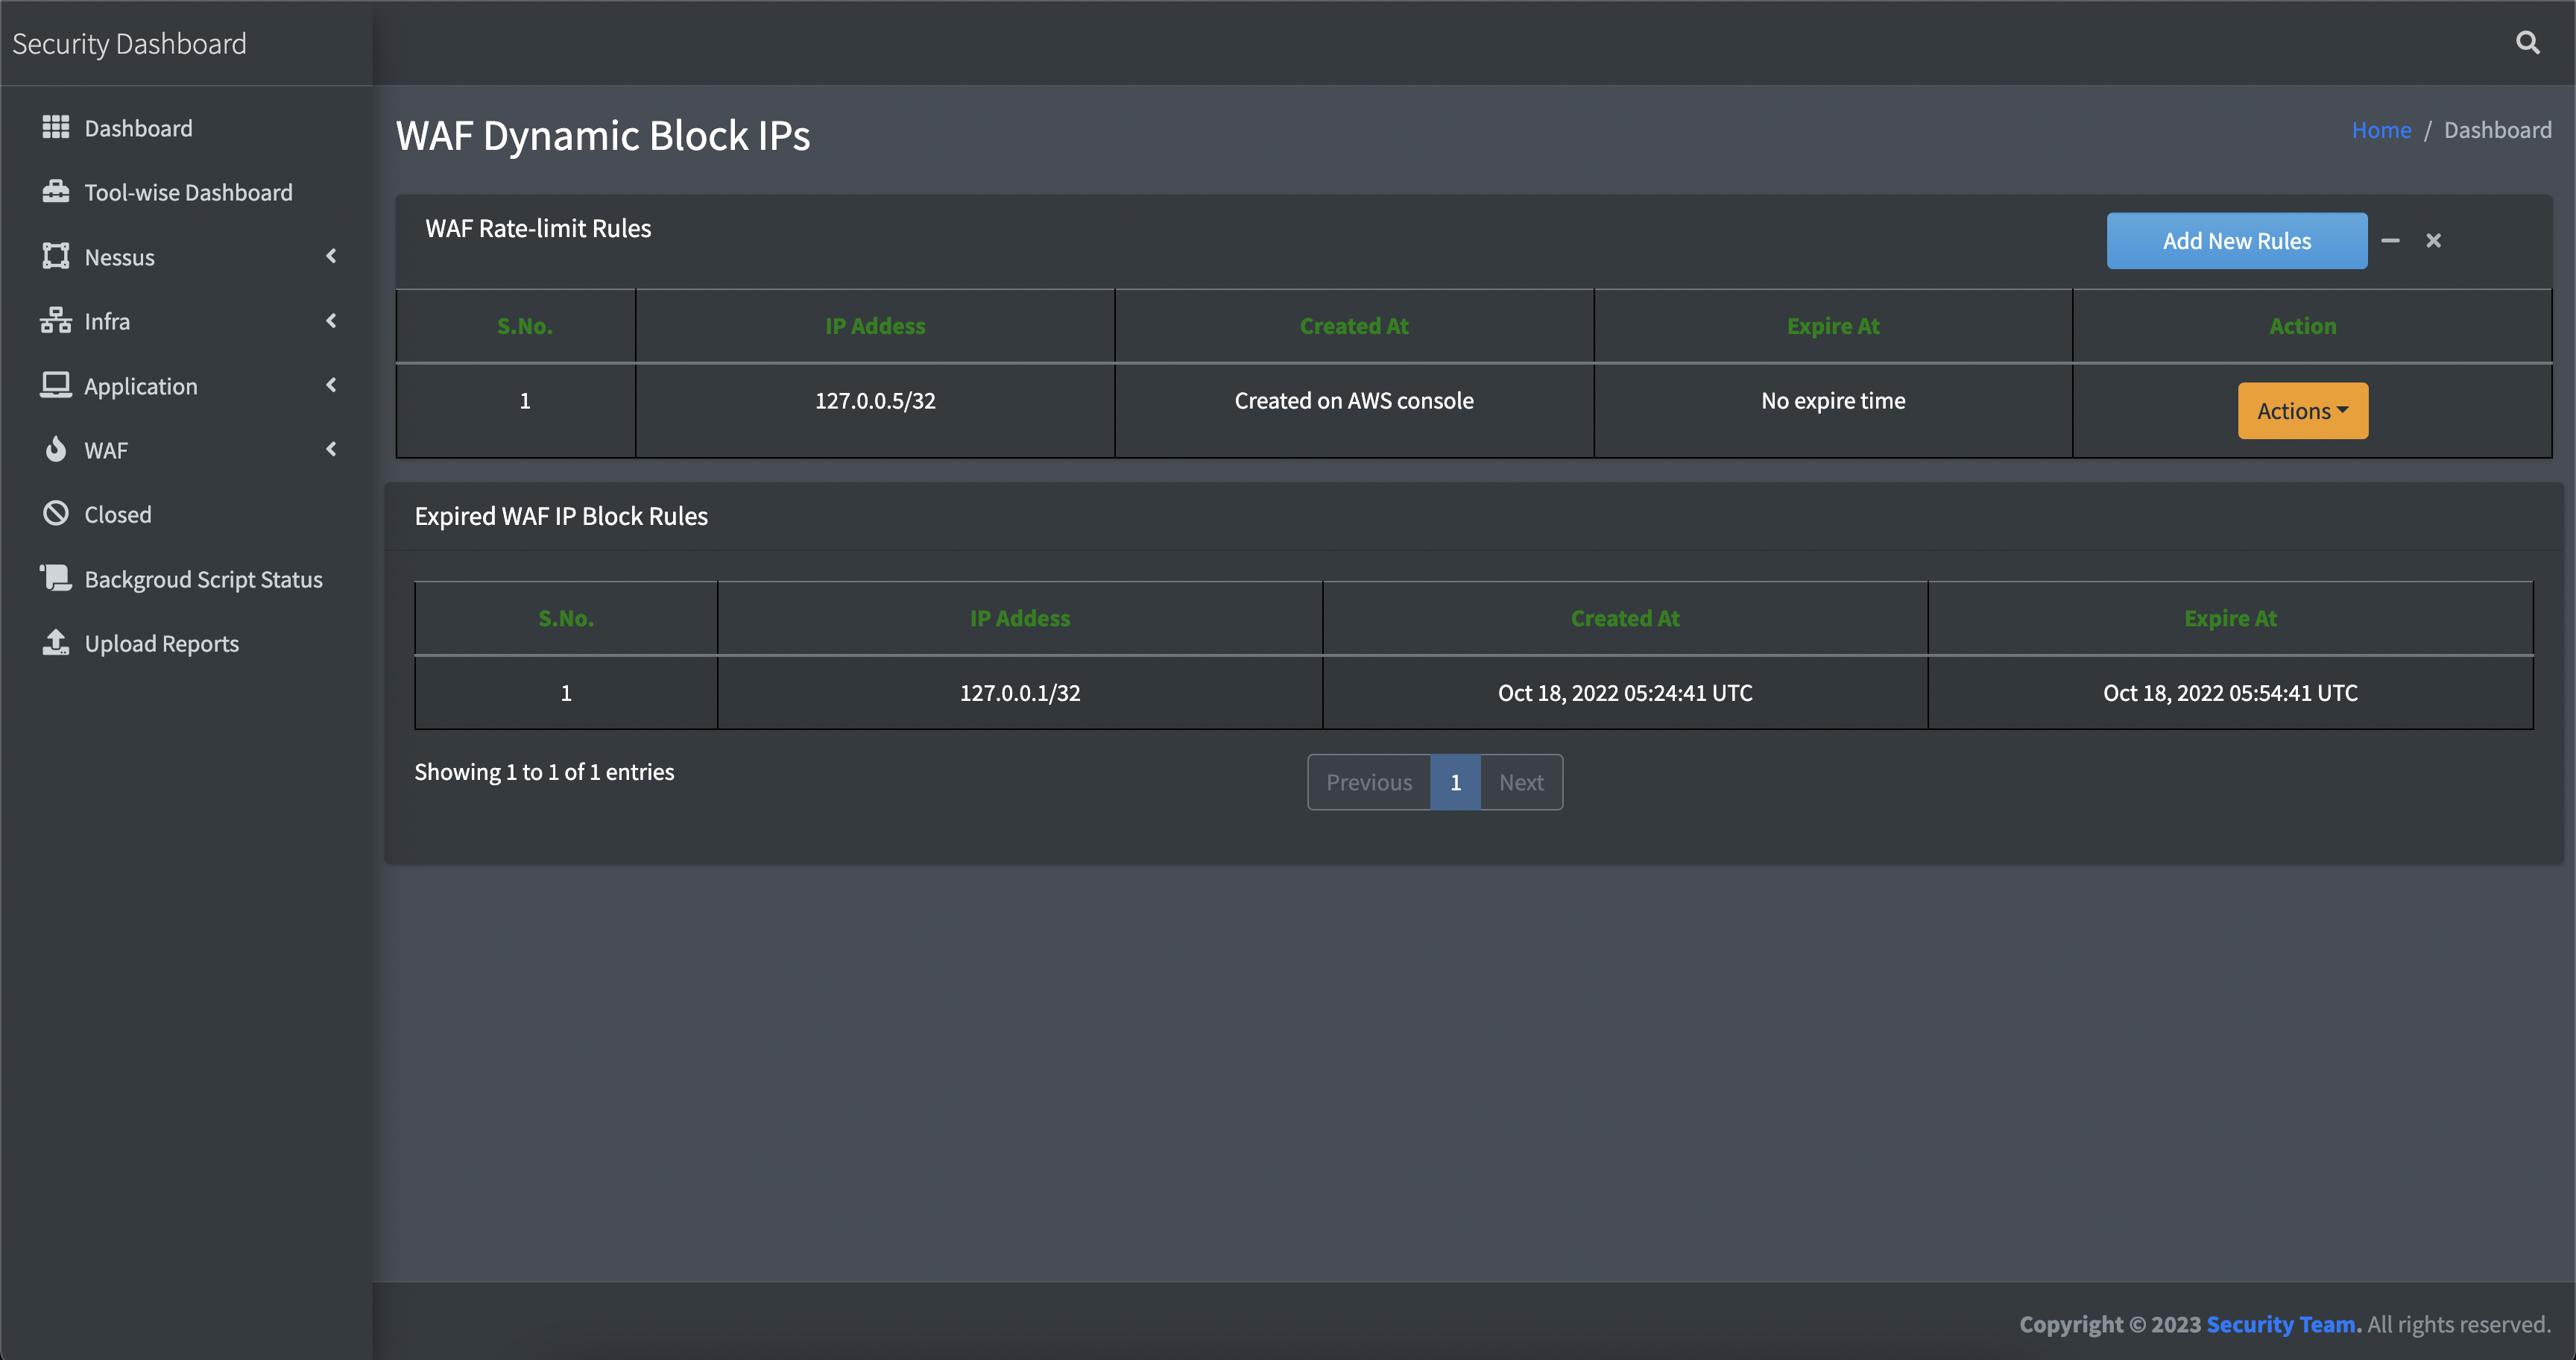 Security Dashboard
Dashboard
Tool-wise Dashboard
Nessus
Infra
Application
WAF
Closed
Backgroud Script Status
Upload Reports
WAF Dynamic Block IPs
Home / Dashboard
WAF Rate-limit Rules
Add New Rules
S.No. IP Addess Created At Expire At Action
1 127.0.0.5/32 Created on AWS console No expire time Actions
Expired WAF IP Block Rules
S.No. IP Addess Created At Expire At
1 127.0.0.1/32 Oct 18, 2022 05:24:41 UTC Oct 18, 2022 05:54:41 UTC
Showing 1 to 1 of 1 entries
Previous 1 Next
Copyright © 2023 Security Team. All rights reserved.